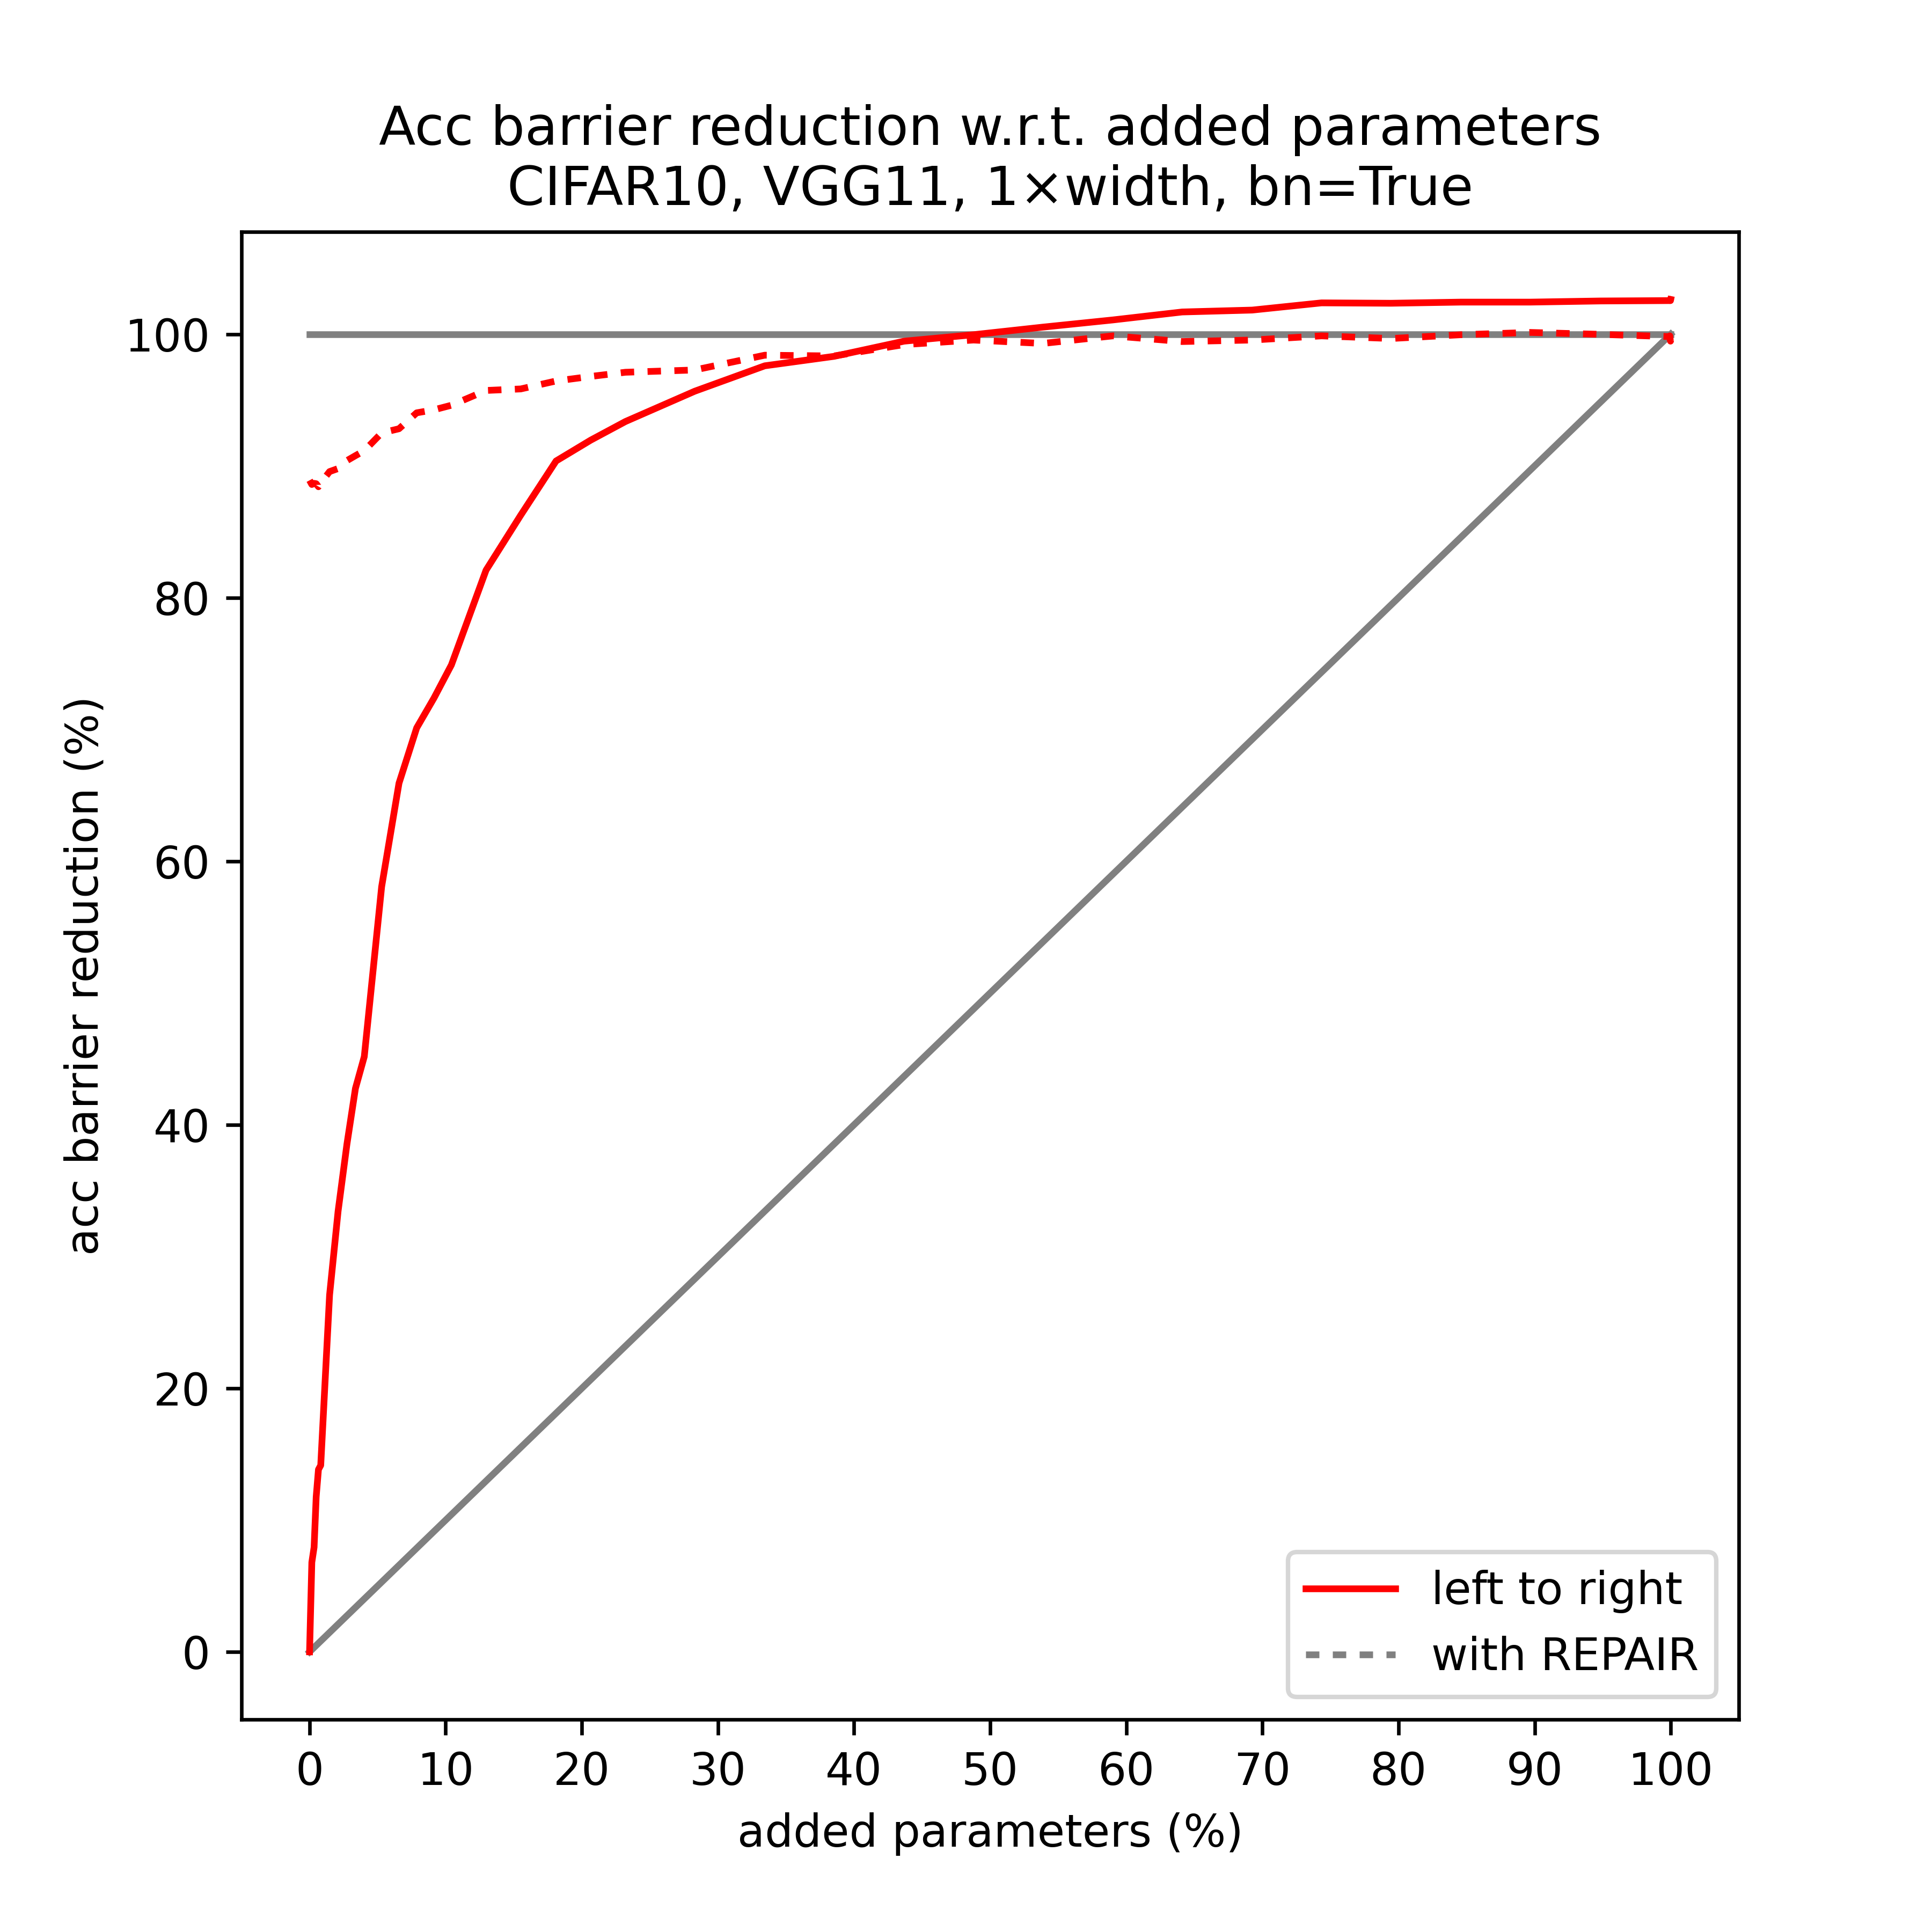 Acc barrier reduction w.r.t. added parameters
CIFAR10, VGG11, 1×width, bn=True
acc barrier reduction (%)
100
80
60
40
20
0
left to right
with REPAIR
0 10 20 30 40 50 60 70 80 90 100
added parameters (%)